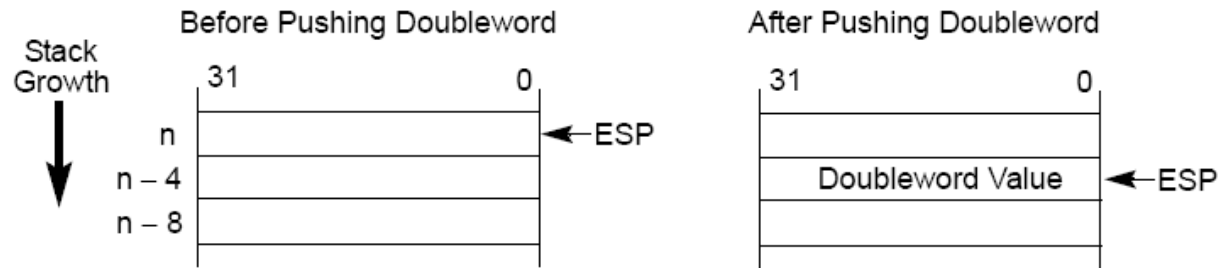 Before Pushing Doubleword
After Pushing Doubleword
Stack
Growth
31
0
31
0
n
ESP
n – 4
Doubleword Value
ESP
n – 8